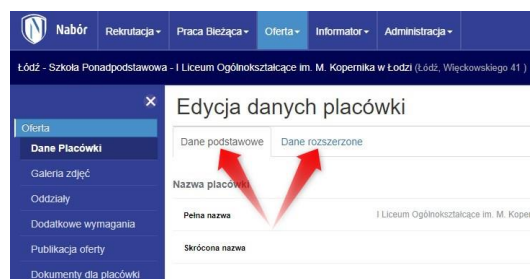 Nabór Rekrutacja Praca Bieżąca Oferta Informator Administracja
Łódź - Szkoła Ponadpodstawowa - I Liceum Ogólnokształcące im. M. Kopernika w Łodzi (Łódź, Więckowskiego 41 )
×
Edycja danych placówki
Oferta
Dane podstawowe Dane rozszerzone
Dane Placówki
Galeria zdjęć
Nazwa placówki
Oddziały
Pełna nazwa I Liceum Ogólnokształcące im. M. Koper
Dodatkowe wymagania
Publikacja oferty
Skrócona nazwa
Dokumenty dla placówki